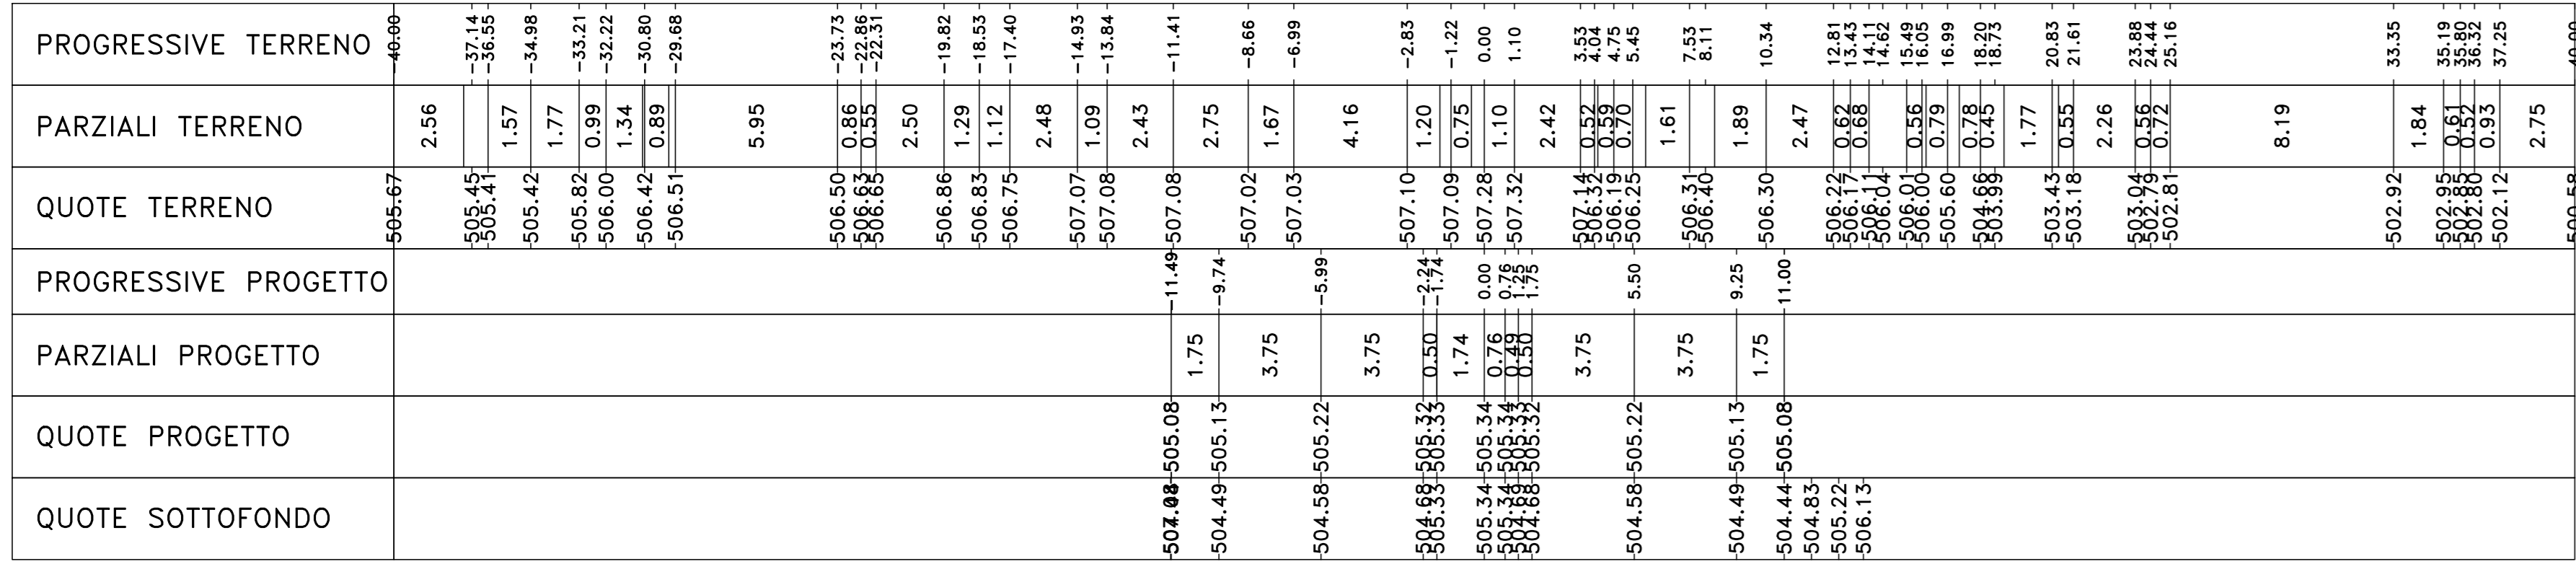 PROGRESSIVE TERRENO -40.00 -37.14 -36.55 -34.98 -33.21 -32.22 -30.80 -29.68 -23.73 -22.86 -22.31 -19.82 -18.53 -17.40 -14.93 -13.84 -11.41 -8.66 -6.99 -2.83 -1.22 0.00 1.10 3.53 4.04 4.75 5.45 7.53 8.11 10.34 12.81 13.43 14.11 14.62 15.49 16.05 16.99 18.20 18.73 20.83 21.61 23.88 24.44 25.16 33.35 35.19 35.80 36.32 37.25 40.00
PARZIALI TERRENO 2.56 1.57 1.77 0.99 1.34 0.89 5.95 0.86 0.55 2.50 1.29 1.12 2.48 1.09 2.43 2.75 1.67 4.16 1.20 0.75 1.10 2.42 0.52 0.59 0.70 1.61 1.89 2.47 0.62 0.68 0.56 0.79 0.78 0.45 1.77 0.55 2.26 0.56 0.72 8.19 1.84 0.61 0.52 0.93 2.75
QUOTE TERRENO 505.67 505.45 505.41 505.42 505.82 506.00 506.42 506.51 506.50 506.63 506.65 506.86 506.83 506.75 507.07 507.08 507.08 507.02 507.03 507.10 507.09 507.28 507.32 507.14 506.32 506.19 506.25 506.31 506.40 506.30 506.22 506.17 506.11 506.04 506.01 506.00 505.60 504.66 503.99 503.43 503.18 503.04 502.79 502.81 502.92 502.95 502.85 502.80 502.12
PROGRESSIVE PROGETTO -11.49 -9.74 -5.99 -2.24 -1.74 0.00 0.76 1.25 1.75 5.50 9.25 11.00
PARZIALI PROGETTO 1.75 3.75 3.75 0.50 1.74 0.76 0.49 0.50 3.75 3.75 1.75
QUOTE PROGETTO 505.08 505.13 505.22 505.32 505.33 505.34 505.34 505.33 505.32 505.22 505.13 505.08
QUOTE SOTTOFONDO 504.49 504.58 504.68 505.33 505.34 505.34 504.69 504.68 504.58 504.49 504.44 504.83 505.22 506.13